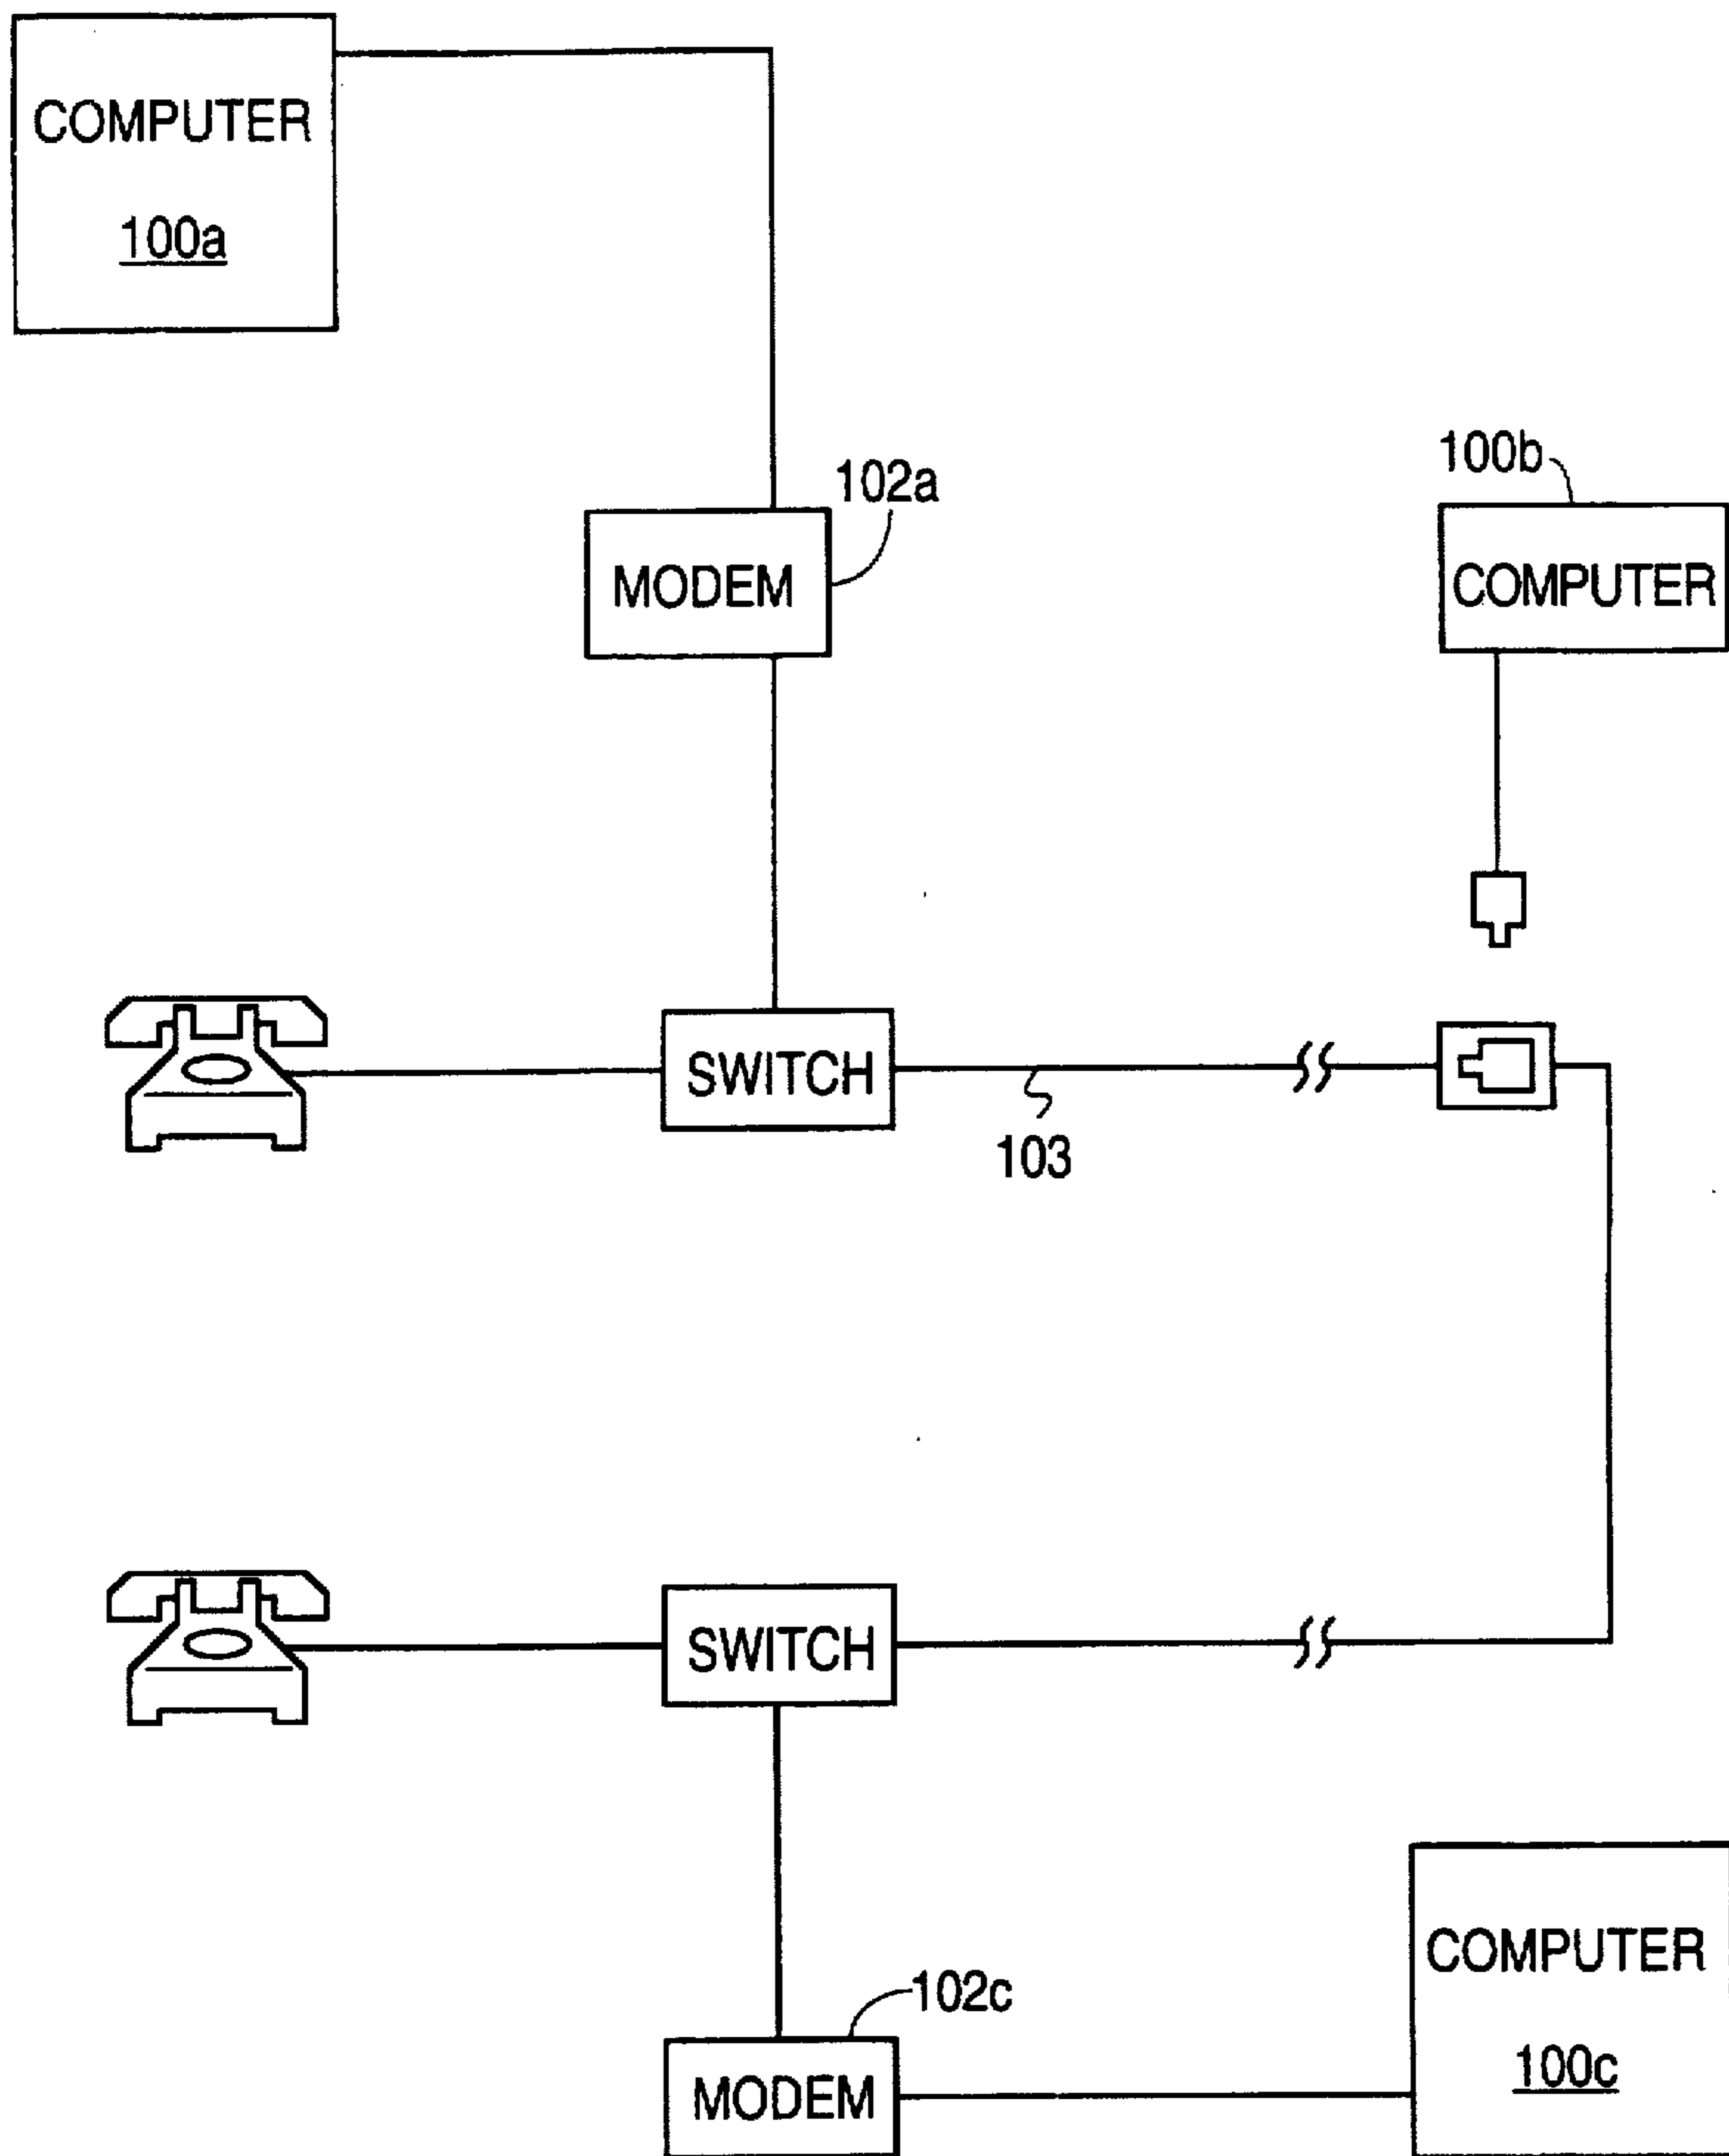 COMPUTER
100a
102a
MODEM
100b
COMPUTER
SWITCH
103
SWITCH
102c
MODEM
COMPUTER
100c